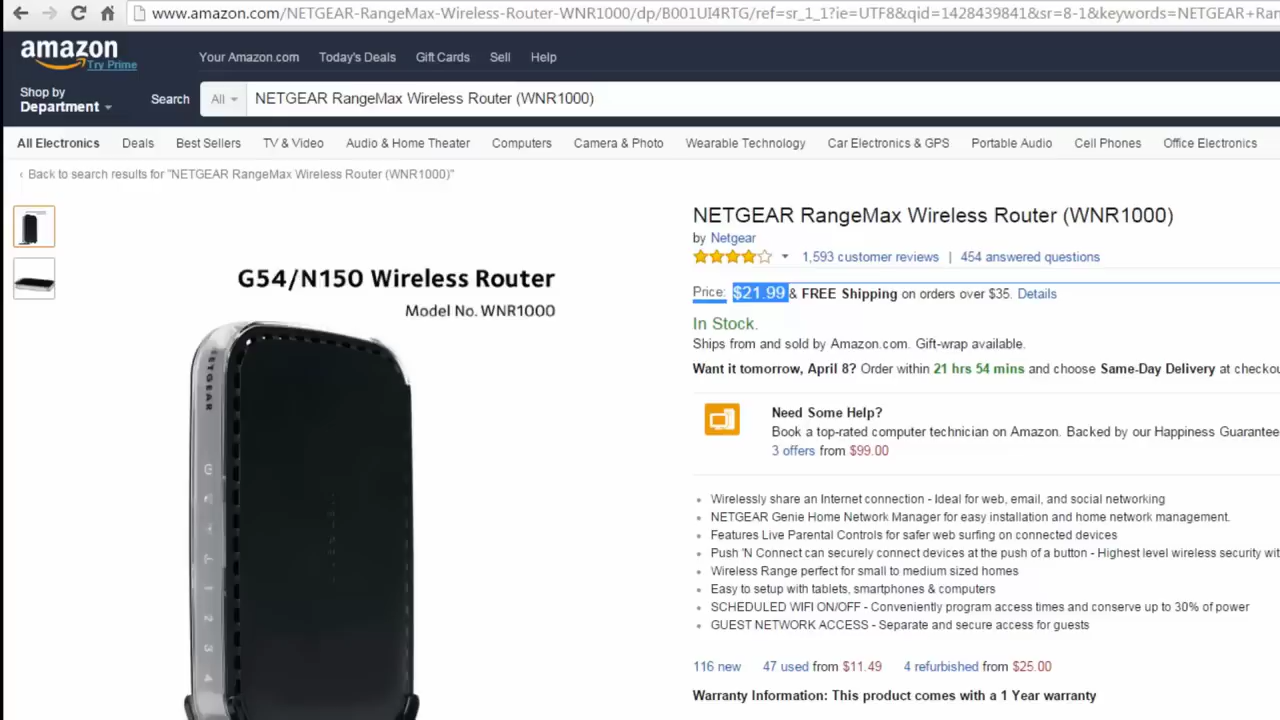 www.amazon.com/NETGEAR-RangeMax-Wireless-Router-WNR1000/dp/B001UI4RTG/ref=sr_1_1?ie=UTF8&qid=1428439841&sr=8-1&keywords=NETGEAR+Ran
amazon
Try Prime
Your Amazon.com Today's Deals Gift Cards Sell Help
Shop by
Department
Search All NETGEAR RangeMax Wireless Router (WNR1000)
All Electronics Deals Best Sellers TV & Video Audio & Home Theater Computers Camera & Photo Wearable Technology Car Electronics & GPS Portable Audio Cell Phones Office Electronics
‹ Back to search results for "NETGEAR RangeMax Wireless Router (WNR1000)"
G54/N150 Wireless Router
Model No. WNR1000
NETGEAR
1
2
3
4
NETGEAR RangeMax Wireless Router (WNR1000)
by Netgear
1,593 customer reviews | 454 answered questions
Price: $21.99 & FREE Shipping on orders over $35. Details
In Stock.
Ships from and sold by Amazon.com. Gift-wrap available.
Want it tomorrow, April 8? Order within 21 hrs 54 mins and choose Same-Day Delivery at checkou
Need Some Help?
Book a top-rated computer technician on Amazon. Backed by our Happiness Guarantee
3 offers from $99.00
Wirelessly share an Internet connection - Ideal for web, email, and social networking
NETGEAR Genie Home Network Manager for easy installation and home network management.
Features Live Parental Controls for safer web surfing on connected devices
Push 'N Connect can securely connect devices at the push of a button - Highest level wireless security wit
Wireless Range perfect for small to medium sized homes
Easy to setup with tablets, smartphones & computers
SCHEDULED WIFI ON/OFF - Conveniently program access times and conserve up to 30% of power
GUEST NETWORK ACCESS - Separate and secure access for guests
116 new 47 used from $11.49 4 refurbished from $25.00
Warranty Information: This product comes with a 1 Year warranty